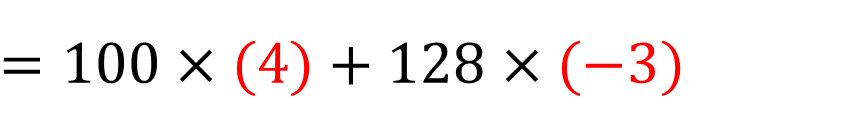 = 100 × (4) + 128 × (−3)